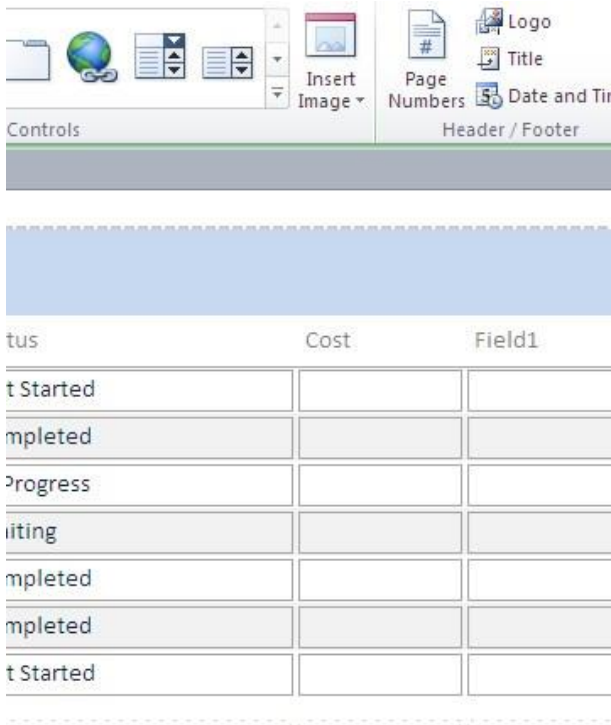 Logo
Title
Insert
Image
Page
Numbers
Date and Tir
Controls
Header / Footer
tus
Cost
Field1
t Started
mpleted
Progress
iting
mpleted
mpleted
t Started